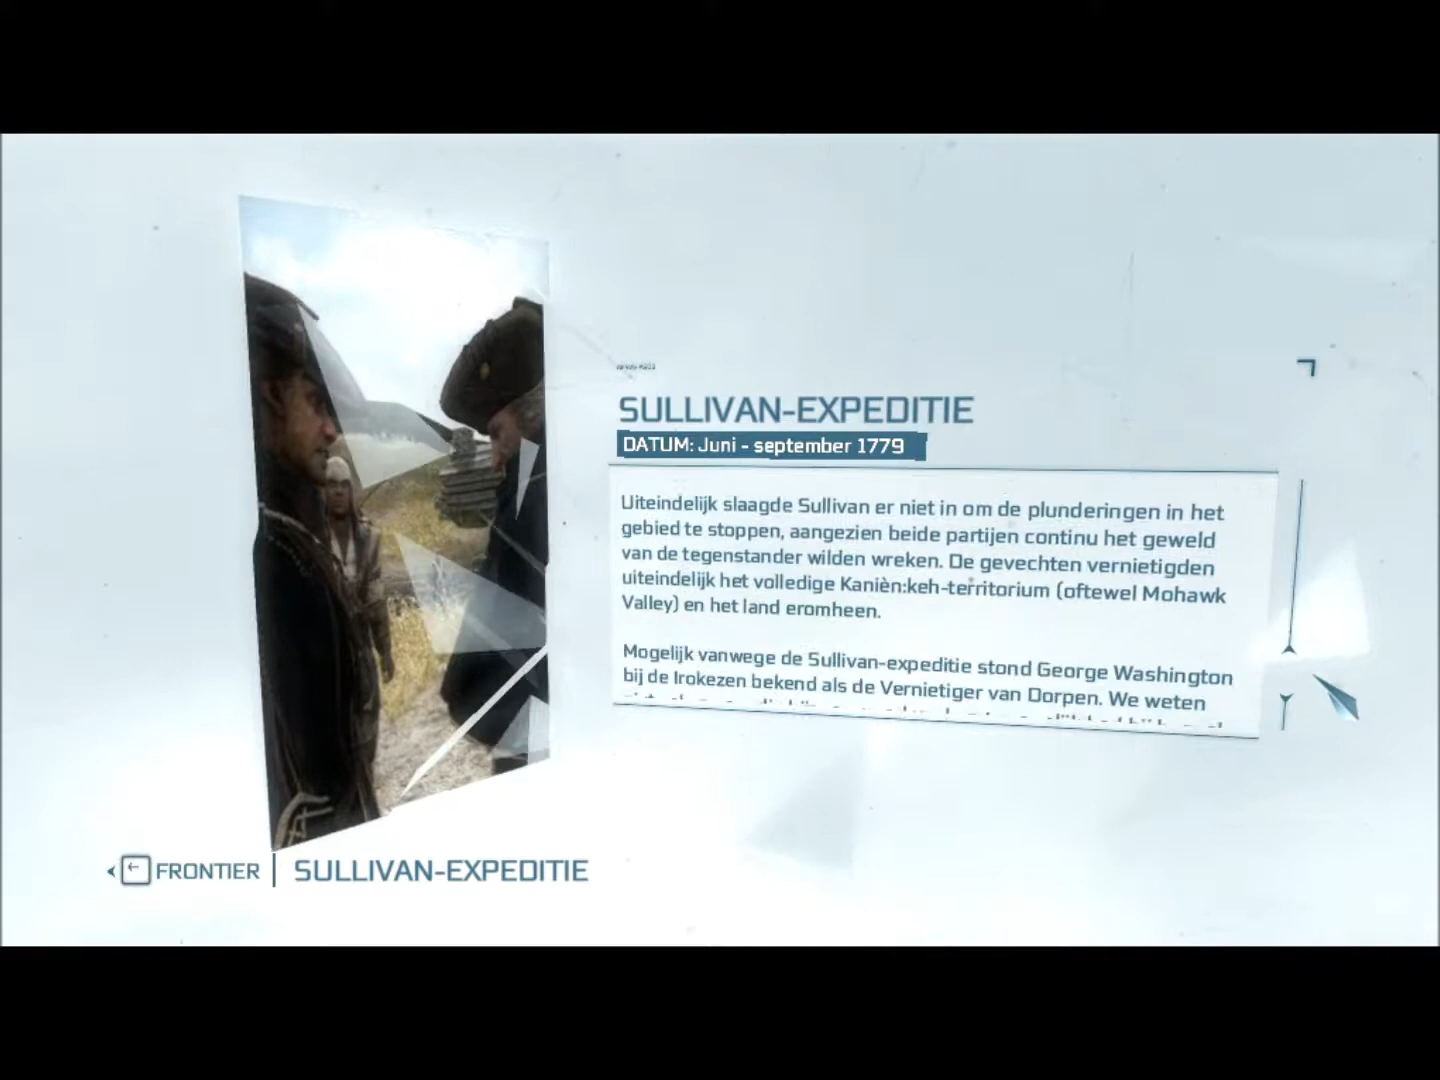 SULLIVAN-EXPEDITIE
DATUM: Juni - september 1779
Uiteindelijk slaagde Sullivan er niet in om de plunderingen in het
gebied te stoppen, aangezien beide partijen continu het geweld
van de tegenstander wilden wreken. De gevechten vernietigden
uiteindelijk het volledige Kanièn:keh-territorium (oftewel Mohawk
Valley) en het land eromheen.
Mogelijk vanwege de Sullivan-expeditie stond George Washington
bij de Irokezen bekend als de Vernietiger van Dorpen. We weten
FRONTIER | SULLIVAN-EXPEDITIE